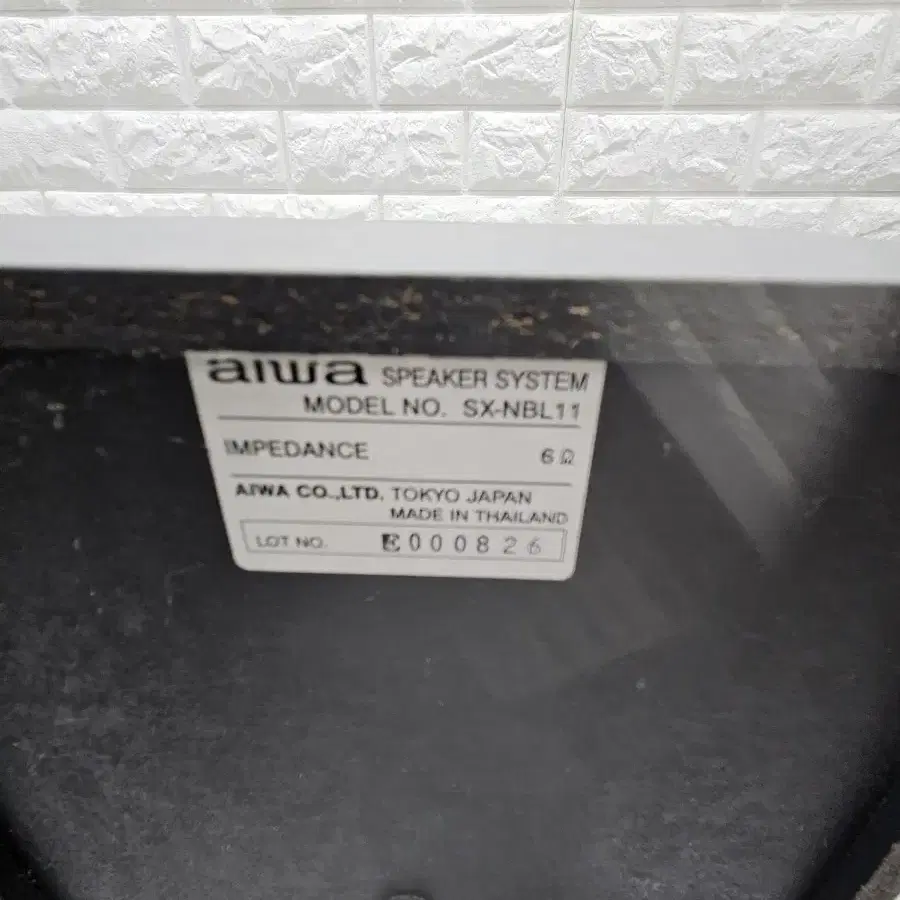 aiwa SPEAKER SYSTEM
MODEL NO. SX-NBL11
IMPEDANCE 6Ω
AIWA CO.,LTD. TOKYO JAPAN
MADE IN THAILAND
LOT NO. E000826